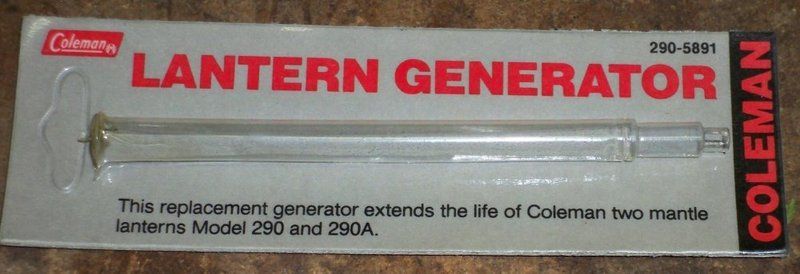 Coleman
290-5891
LANTERN GENERATOR
COLEMAN
This replacement generator extends the life of Coleman two mantle
lanterns Model 290 and 290A.